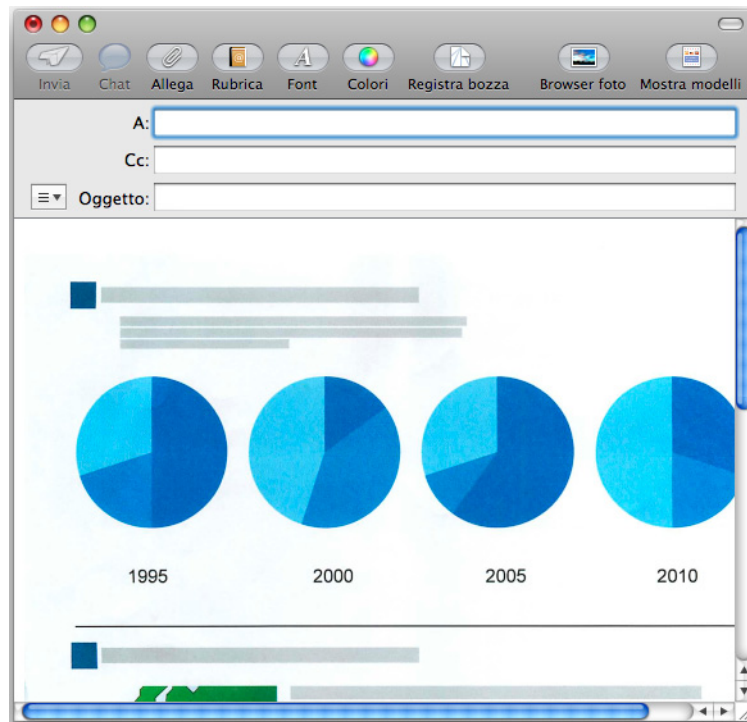 Invia Chat Allega Rubrica Font Colori Registra bozza Browser foto Mostra modelli
A:
Cc:
Oggetto:
1995 2000 2005 2010